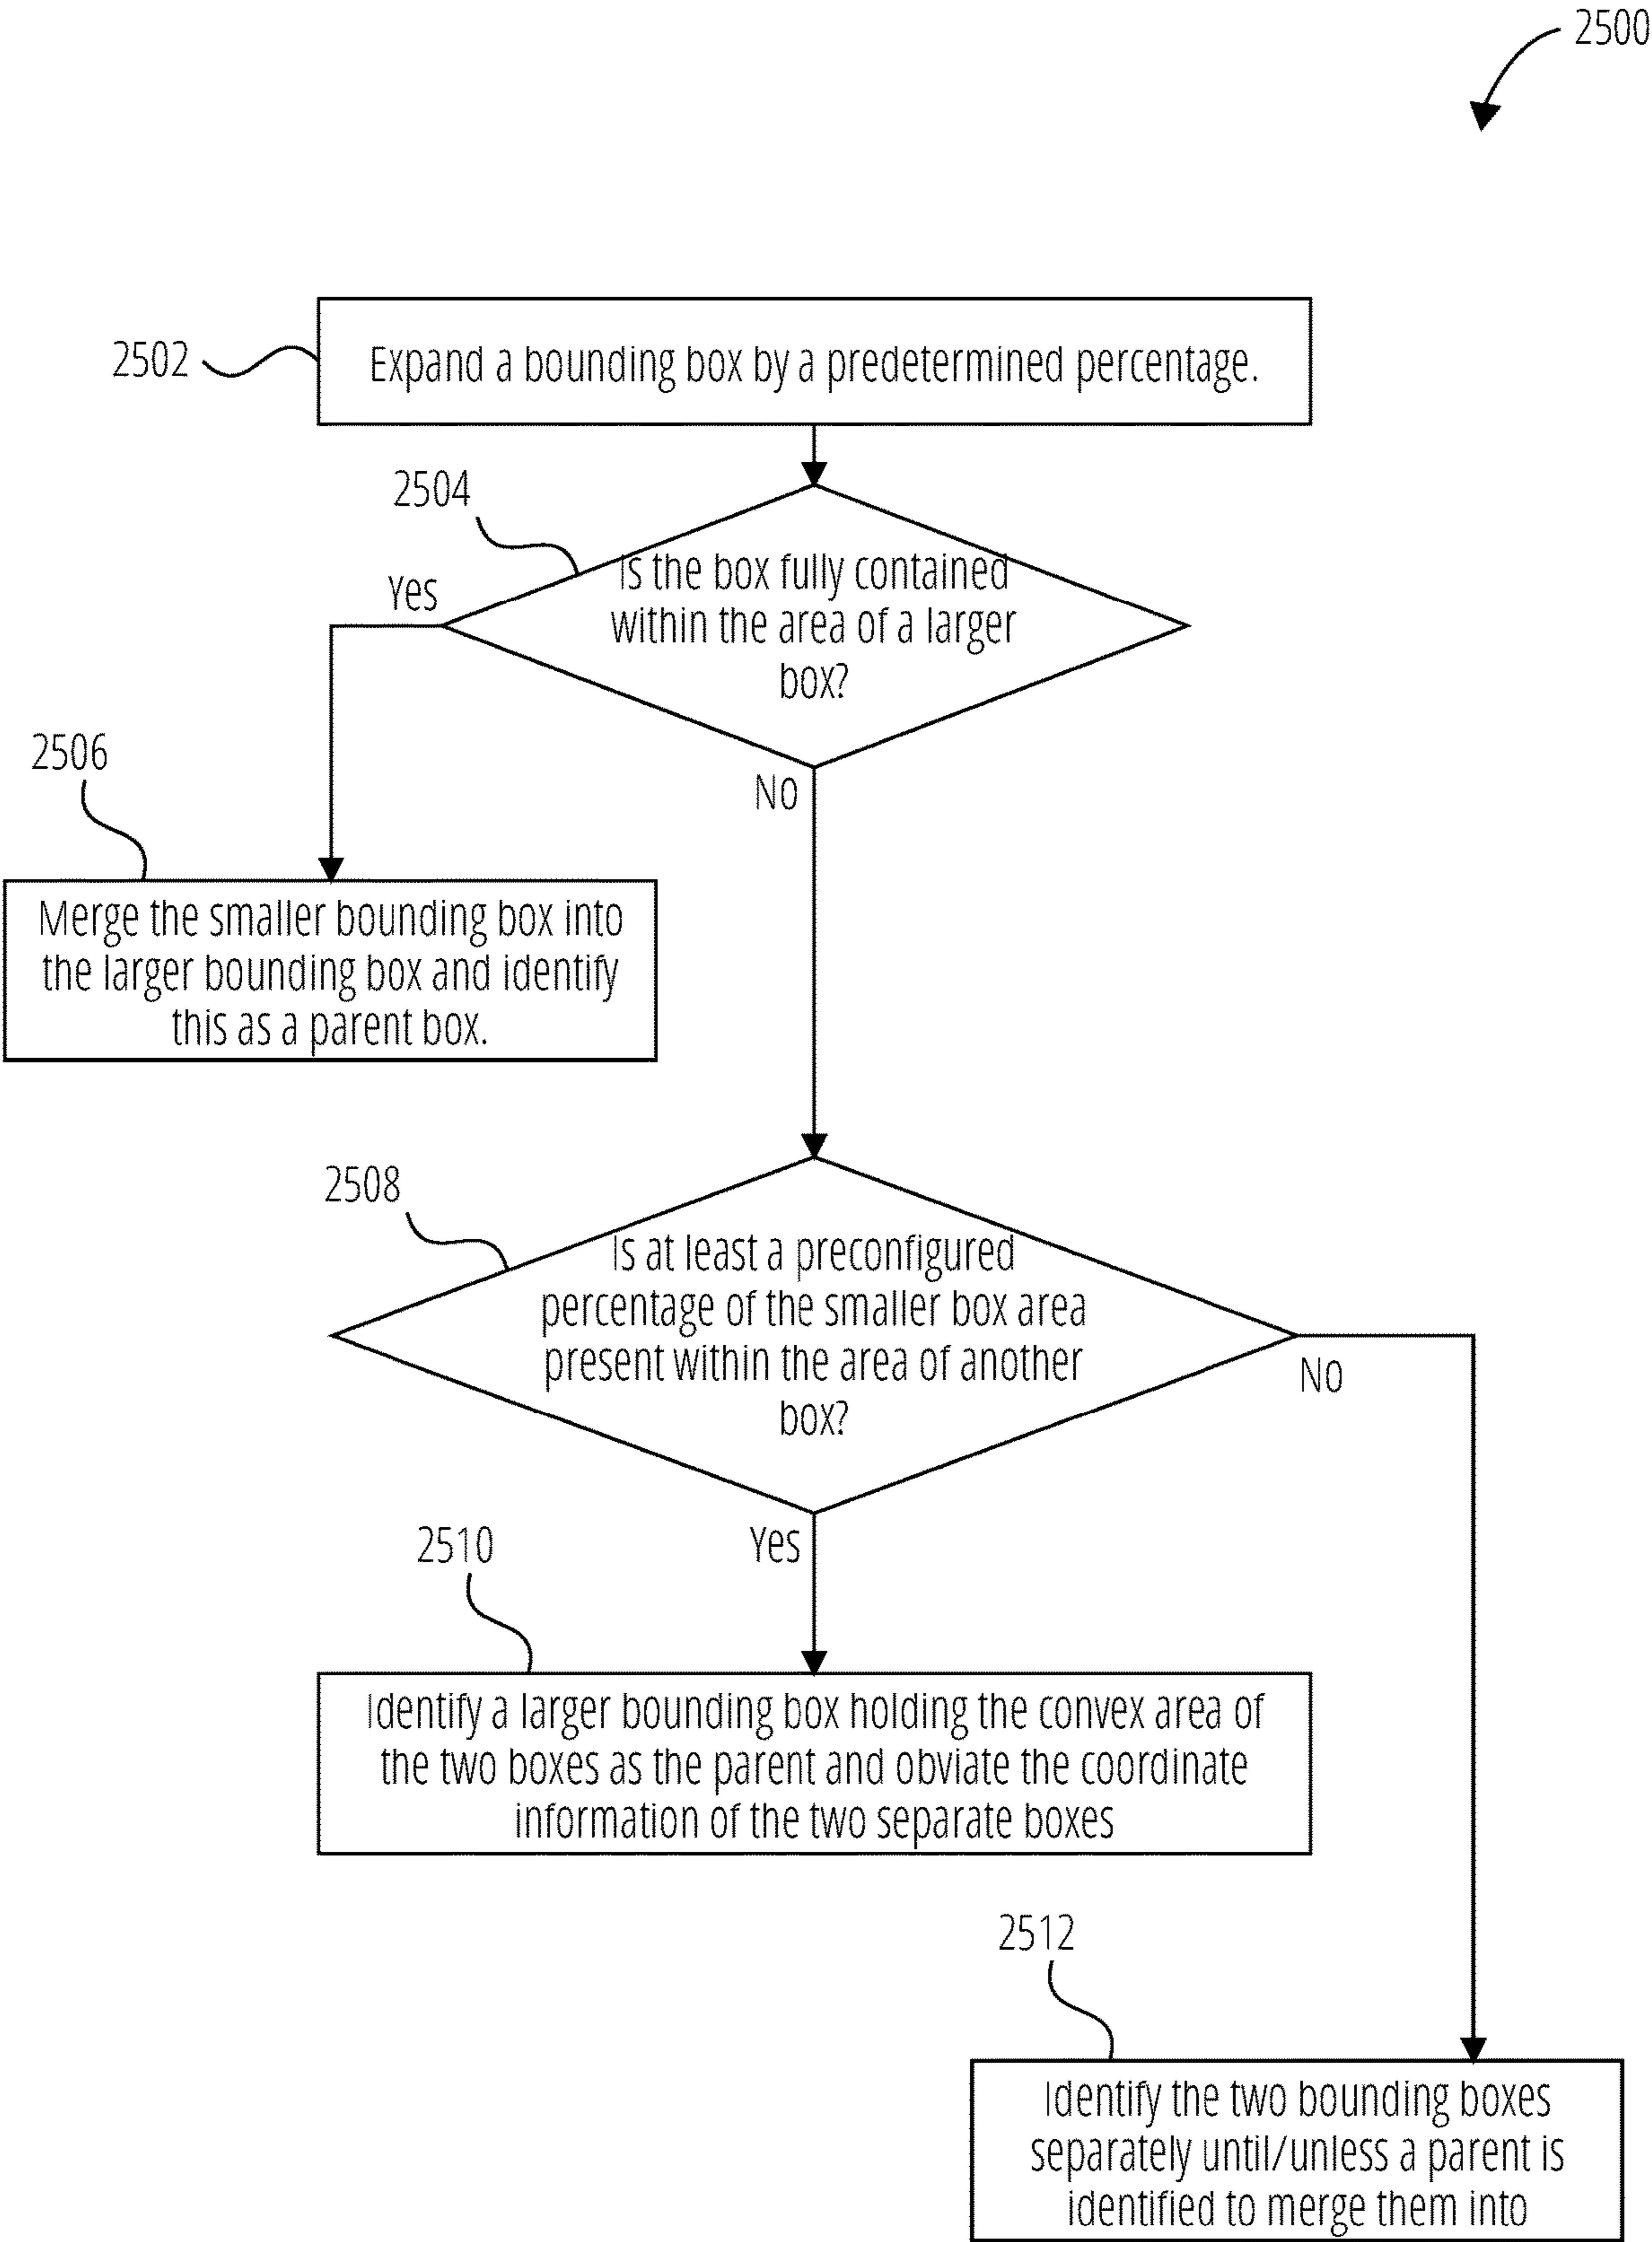 2500
2502
Expand a bounding box by a predetermined percentage.
2504
Is the box fully contained
within the area of a larger
box?
Yes
No
2506
Merge the smaller bounding box into
the larger bounding box and identify
this as a parent box.
2508
Is at least a preconfigured
percentage of the smaller box area
present within the area of another
box?
No
Yes
2510
Identify a larger bounding box holding the convex area of
the two boxes as the parent and obviate the coordinate
information of the two separate boxes
2512
Identify the two bounding boxes
separately until/unless a parent is
identified to merge them into